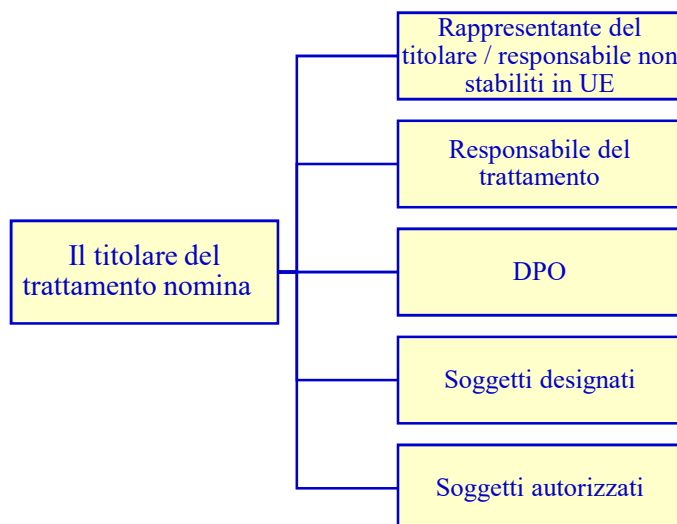 Rappresentante del
titolare / responsabile non
stabiliti in UE
Responsabile del
trattamento
Il titolare del
trattamento nomina
DPO
Soggetti designati
Soggetti autorizzati